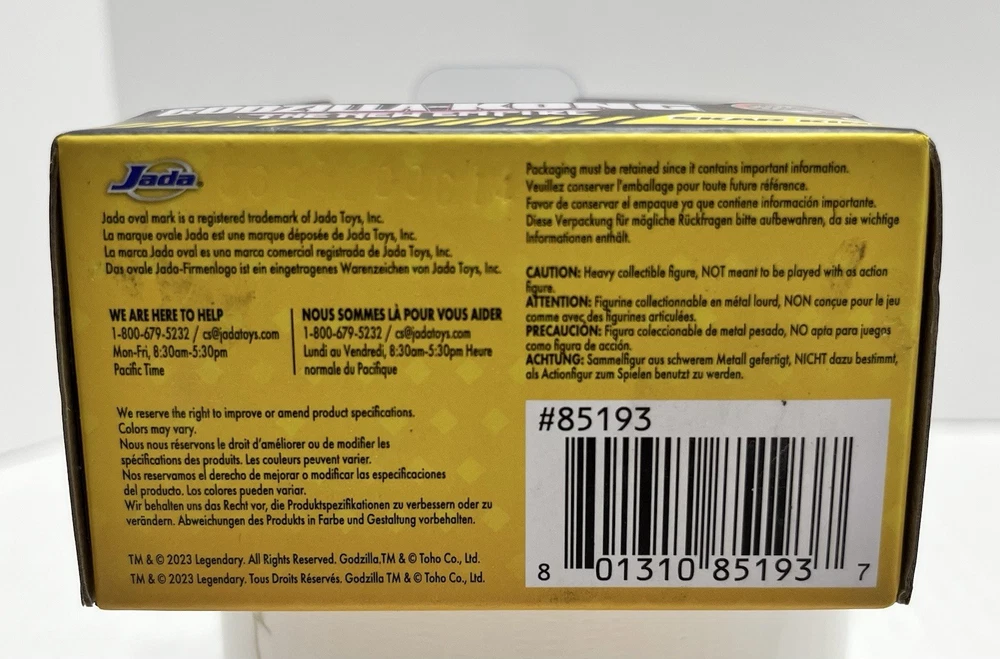 GODZILLA-KONG
THE NEW EMPIRE
SKAR
Jada
Jada oval mark is a registered trademark of Jada Toys, Inc.
La marque ovale Jada est une marque déposée de Jada Toys, Inc.
La marca Jada oval es una marca comercial registrada de Jada Toys, Inc.
Das ovale Jada-Firmenlogo ist ein eingetragenes Warenzeichen von Jada Toys, Inc.
WE ARE HERE TO HELP
1-800-679-5232 / cs@jadatoys.com
Mon-Fri, 8:30am-5:30pm
Pacific Time
NOUS SOMMES LÀ POUR VOUS AIDER
1-800-679-5232 / cs@jadatoys.com
Lundi au Vendredi, 8:30am-5:30pm Heure
normale du Pacifique
We reserve the right to improve or amend product specifications.
Colors may vary.
Nous nous réservons le droit d'améliorer ou de modifier les
spécifications des produits. Les couleurs peuvent varier.
Nos reservamos el derecho de mejorar o modificar las especificaciones
del producto. Los colores pueden variar.
Wir behalten uns das Recht vor, die Produktspezifikationen zu verbessern oder zu
verändern. Abweichungen des Produkts in Farbe und Gestaltung vorbehalten.
TM & © 2023 Legendary. All Rights Reserved. Godzilla.TM & © Toho Co., Ltd.
TM & © 2023 Legendary. Tous Droits Réservés. Godzilla TM & © Toho Co., Ltd.
Packaging must be retained since it contains important information.
Veuillez conserver l'emballage pour toute future référence.
Favor de conservar el empaque ya que contiene información importante.
Diese Verpackung für mögliche Rückfragen bitte aufbewahren, da sie wichtige
Informationen enthält.
CAUTION: Heavy collectible figure, NOT meant to be played with as action
figure.
ATTENTION: Figurine collectionnable en métal lourd, NON conçue pour le jeu
comme avec des figurines articulées.
PRECAUCIÓN: Figura coleccionable de metal pesado, NO apta para juegos
como figura de acción.
ACHTUNG: Sammelfigur aus schwerem Metall gefertigt, NICHT dazu bestimmt,
als Actionfigur zum Spielen benutzt zu werden.
#85193
8 01310 85193 7